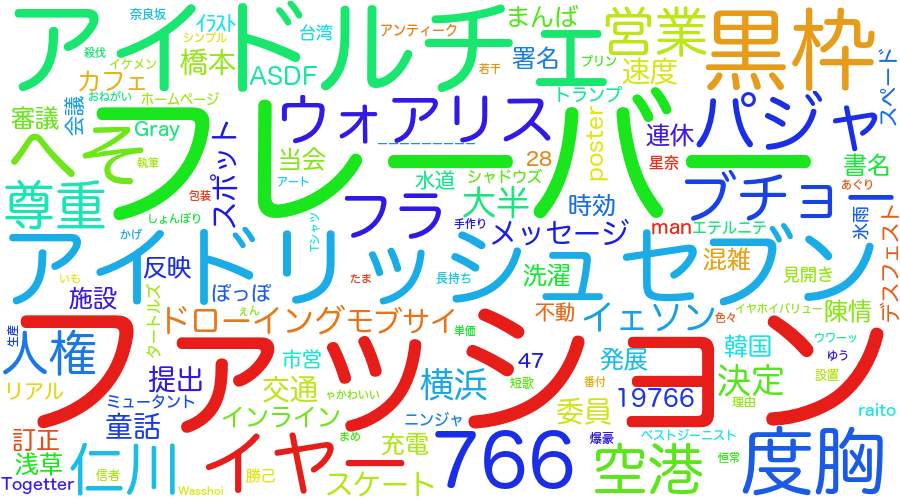 奈良坂
イラスト
台湾
アンティーク
まんば
営業
黒枠
アイドルチェ
殺伐
シンプル
橋本
署名
イケメン
ASDF
若干
プリン
速度
スペード
カフェ
おねがい
ホームページ
トランプ
会議
審議
フレーバー
ウォアリス
パジャ
Gray
poster
連休
へそ
執筆
当会
28
星奈
書名
スポット
包装
アート
水道
シャドウズ
大半
ブチョー
あぐり
尊重
しょんぼり
Tシャツ
フラ
手作り
時効
メッセージ
man
エテルニテ
氷雨
デスフェスト
アイドリッシュセブン
かげ
反映
混雑
いも
ぽっぽ
たま
長持ち
洗濯
見開き
施設
タートルズ
えん
ドローイングモブサイ
不動
イェソン
イヤホイバリュー
色々
陳情
生産
人権
ファッション
市営
単価
47
発展
韓国
ウワーッ
ゆう
リアル
提出
交通
ゃかわいい
横浜
短歌
番付
19766
決定
設置
ミュータント
インライン
ニンジャ
委員
理由
raito
童話
訂正
まめ
充電
766
爆豪
ベストジーニスト
浅草
仁川
イヤー
空港
恒常
度胸
信者
勝己
スケート
Togetter
Wasshoi